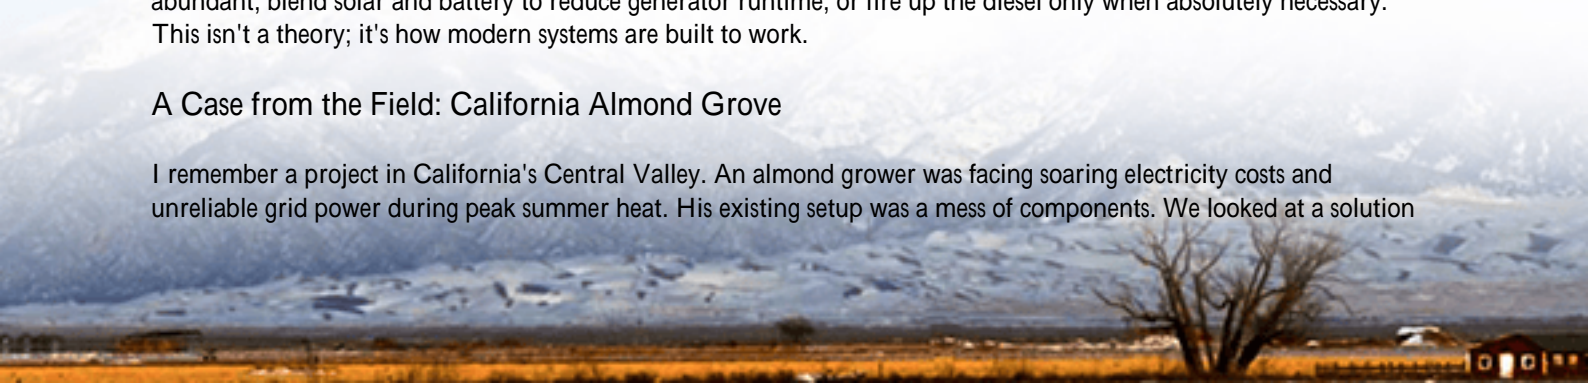 abundant, blend solar and battery to reduce generator runtime, or fire up the diesel only when absolutely necessary.
This isn't a theory; it's how modern systems are built to work.
A Case from the Field: California Almond Grove
I remember a project in California's Central Valley. An almond grower was facing soaring electricity costs and
unreliable grid power during peak summer heat. His existing setup was a mess of components. We looked at a solution